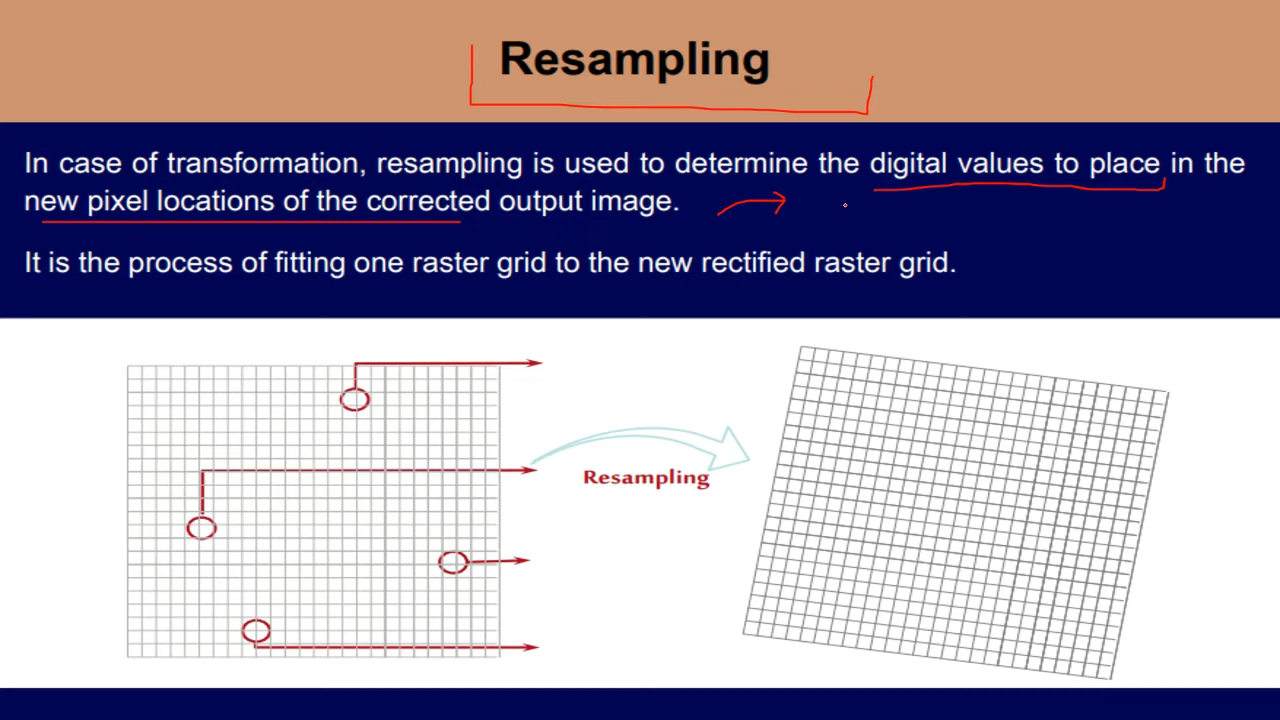 Resampling
In case of transformation, resampling is used to determine the digital values to place in the
new pixel locations of the corrected output image.
It is the process of fitting one raster grid to the new rectified raster grid.
Resampling